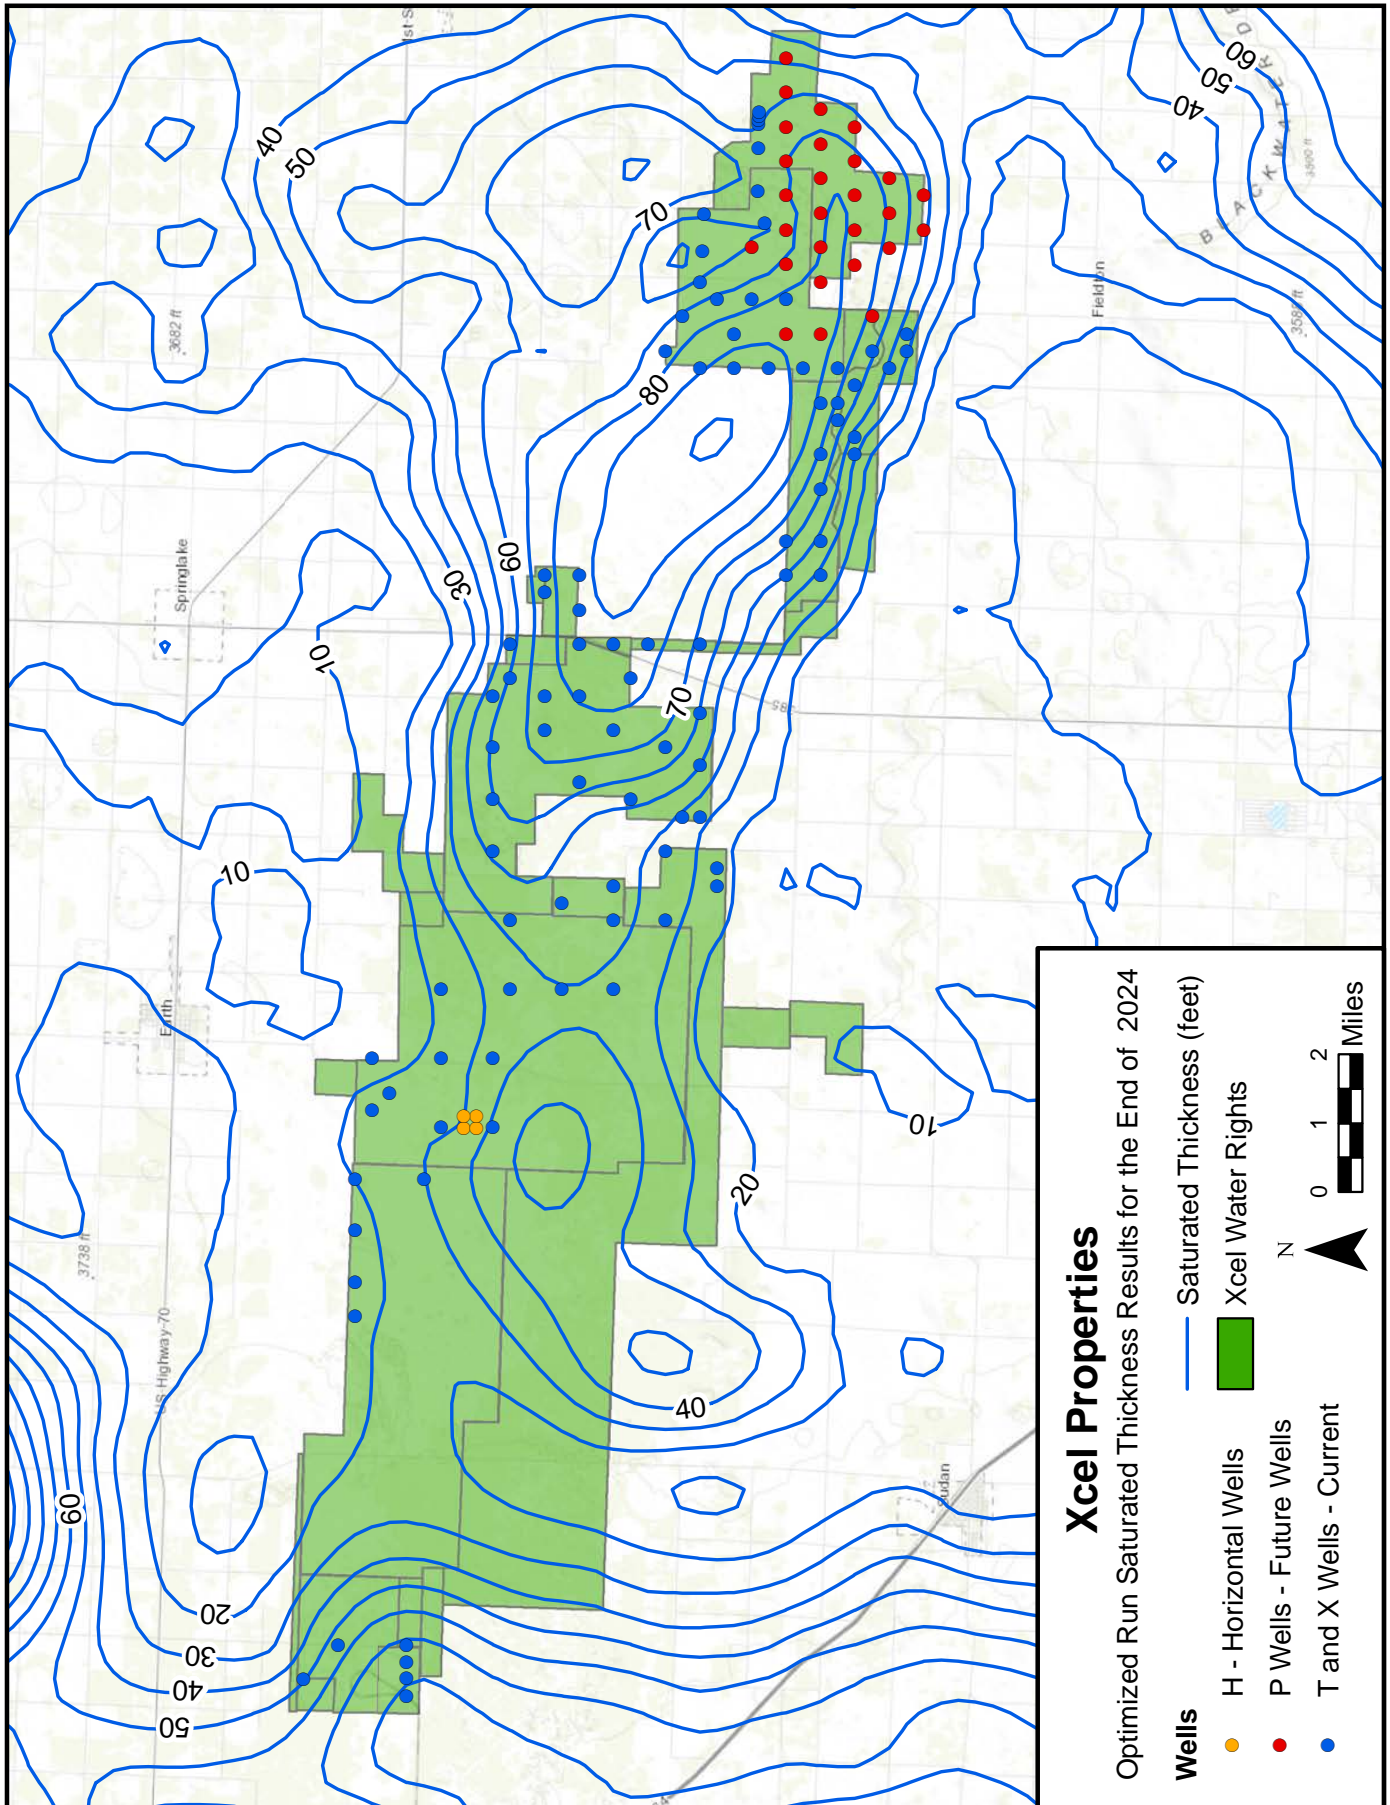 Xcel Properties
Optimized Run Saturated Thickness Results for the End of 2024
Wells
H - Horizontal Wells
P Wells - Future Wells
T and X Wells - Current
Saturated Thickness (feet)
Xcel Water Rights
N
0 1 2
Miles
60
20
30
40
50
10
10
30
60
70
80
70
50
40
40
50
60
40
20
10
US Highway-70
3738 ft
Earth
Springlake
3682 ft
385
Sudan
Fieldton
3580 ft
BLACKWATER